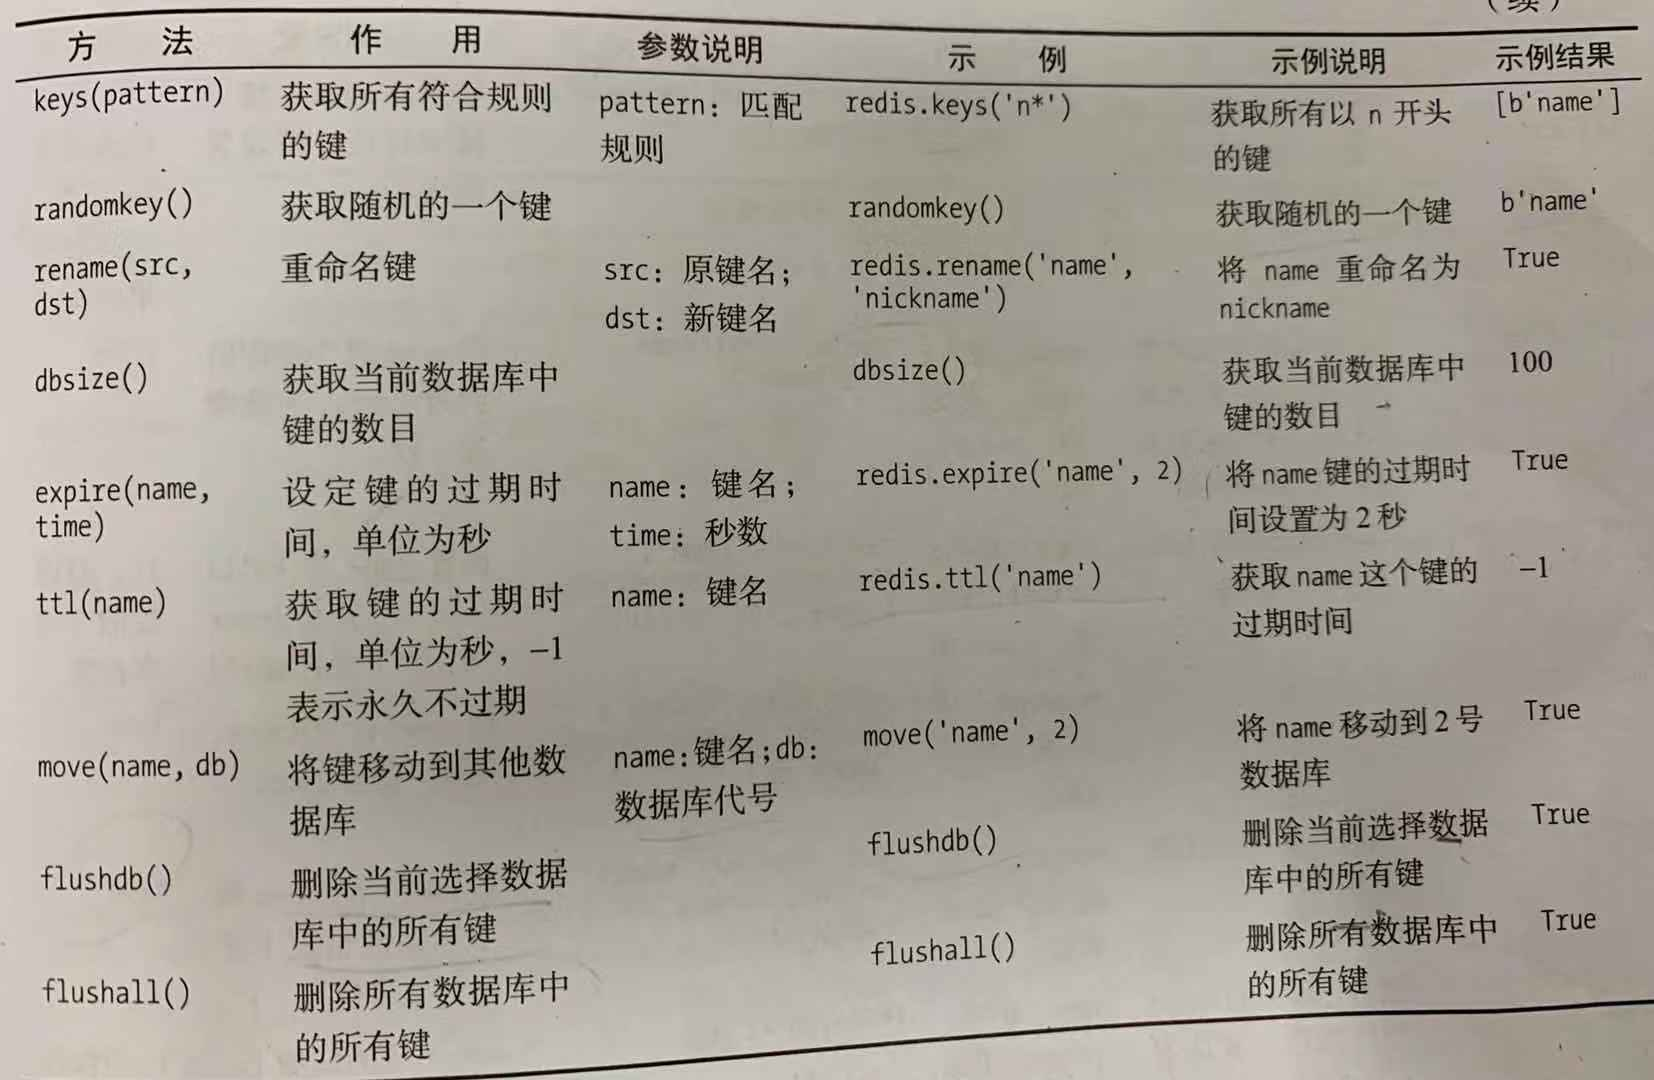 （续）
方 法 作 用 参数说明 示 例 示例说明 示例结果
keys(pattern) 获取所有符合规则 pattern：匹配 redis.keys('n*') 获取所有以 n 开头 [b'name']
的键 规则 的键
randomkey() 获取随机的一个键 randomkey() 获取随机的一个键 b'name'
rename(src, 重命名键 src：原键名； redis.rename('name', 将 name 重命名为 True
dst) dst：新键名 'nickname') nickname
dbsize() 获取当前数据库中 dbsize() 获取当前数据库中 100
键的数目 键的数目
expire(name, 设定键的过期时 name：键名； redis.expire('name', 2) 将name键的过期时 True
time) 间，单位为秒 time：秒数 间设置为2秒
ttl(name) 获取键的过期时 name：键名 redis.ttl('name') 获取name这个键的 –1
间，单位为秒，–1 过期时间
表示永久不过期
move(name,db) 将键移动到其他数 name:键名;db: move('name', 2) 将name移动到2号 True
据库 数据库代号 数据库
flushdb() 删除当前选择数据 flushdb() 删除当前选择数据 True
库中的所有键 库中的所有键
flushall() 删除所有数据库中 flushall() 删除所有数据库中 True
的所有键 的所有键